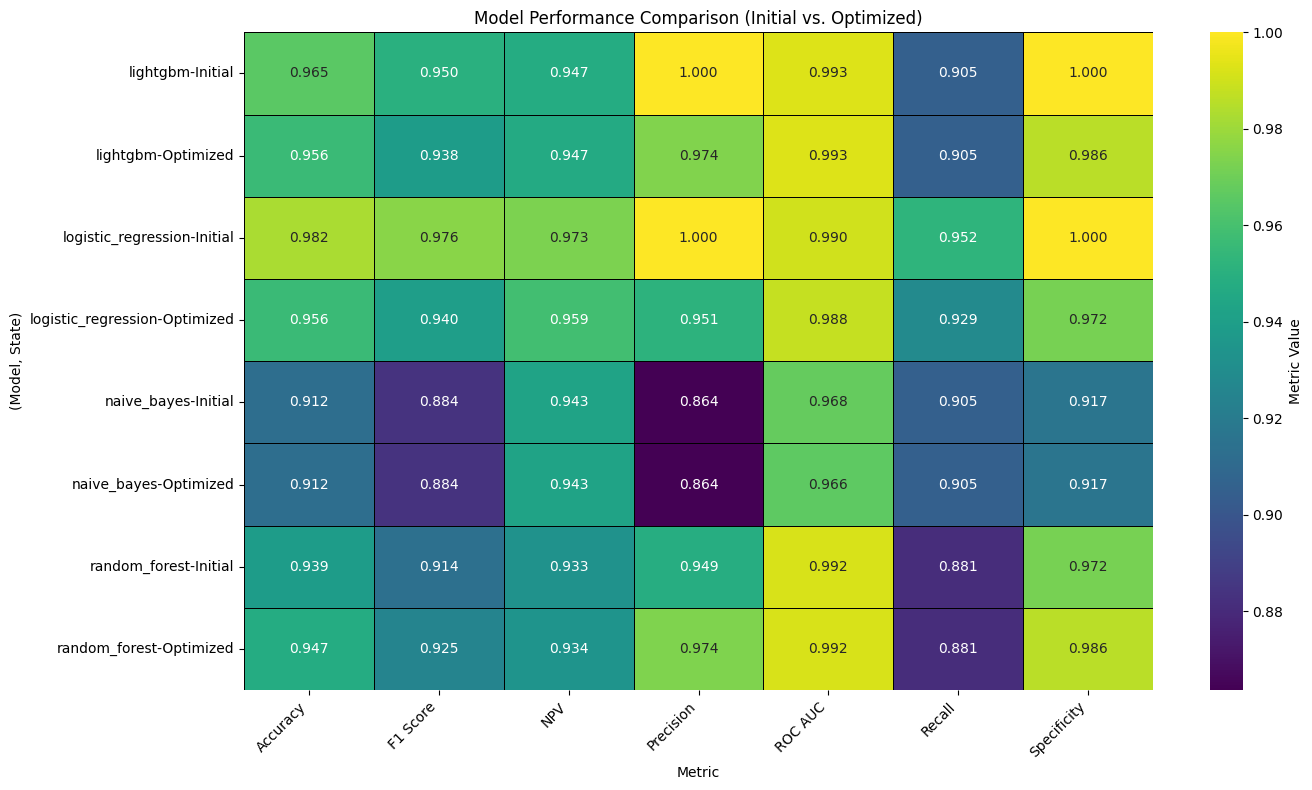 Model Performance Comparison (Initial vs. Optimized)
lightgbm-Initial 0.965 0.950 0.947 1.000 0.993 0.905 1.000
lightgbm-Optimized 0.956 0.938 0.947 0.974 0.993 0.905 0.986
logistic_regression-Initial 0.982 0.976 0.973 1.000 0.990 0.952 1.000
logistic_regression-Optimized 0.956 0.940 0.959 0.951 0.988 0.929 0.972
naive_bayes-Initial 0.912 0.884 0.943 0.864 0.968 0.905 0.917
naive_bayes-Optimized 0.912 0.884 0.943 0.864 0.966 0.905 0.917
random_forest-Initial 0.939 0.914 0.933 0.949 0.992 0.881 0.972
random_forest-Optimized 0.947 0.925 0.934 0.974 0.992 0.881 0.986
(Model, State)
Accuracy F1 Score NPV Precision ROC AUC Recall Specificity
Metric
1.00
0.98
0.96
0.94
0.92
0.90
0.88
Metric Value